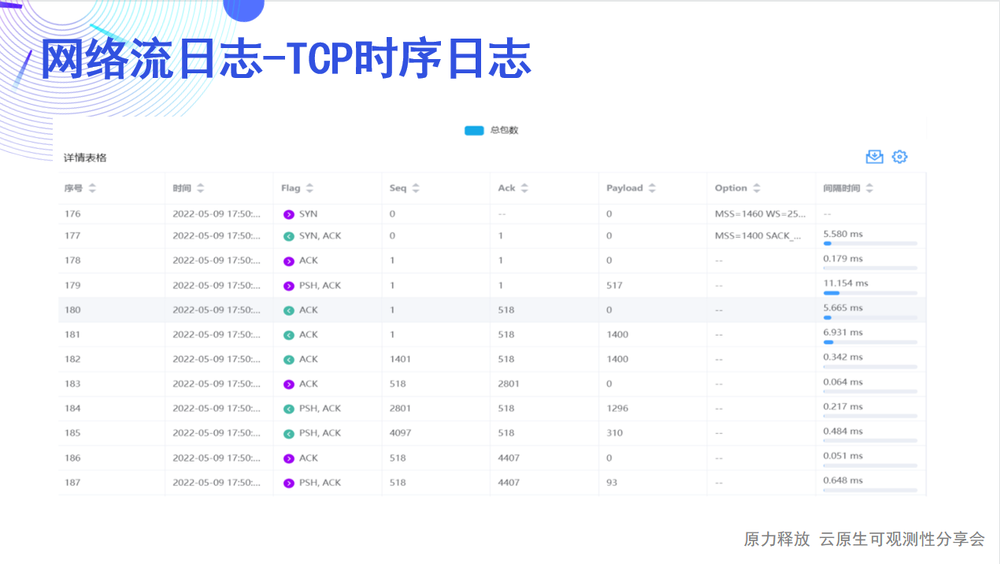 网络流日志-TCP时序日志
总包数
详情表格
序号 时间 Flag Seq Ack Payload Option 间隔时间
176 2022-05-09 17:50:... SYN 0 -- 0 MSS=1460 WS=25... --
177 2022-05-09 17:50:... SYN, ACK 0 1 0 MSS=1400 SACK_... 5.580 ms
178 2022-05-09 17:50:... ACK 1 1 0 -- 0.179 ms
179 2022-05-09 17:50:... PSH, ACK 1 1 517 -- 11.154 ms
180 2022-05-09 17:50:... ACK 1 518 0 -- 5.665 ms
181 2022-05-09 17:50:... ACK 1 518 1400 -- 6.931 ms
182 2022-05-09 17:50:... ACK 1401 518 1400 -- 0.342 ms
183 2022-05-09 17:50:... ACK 518 2801 0 -- 0.064 ms
184 2022-05-09 17:50:... PSH, ACK 2801 518 1296 -- 0.217 ms
185 2022-05-09 17:50:... PSH, ACK 4097 518 310 -- 0.484 ms
186 2022-05-09 17:50:... ACK 518 4407 0 -- 0.051 ms
187 2022-05-09 17:50:... PSH, ACK 518 4407 93 -- 0.648 ms
原力释放 云原生可观测性分享会